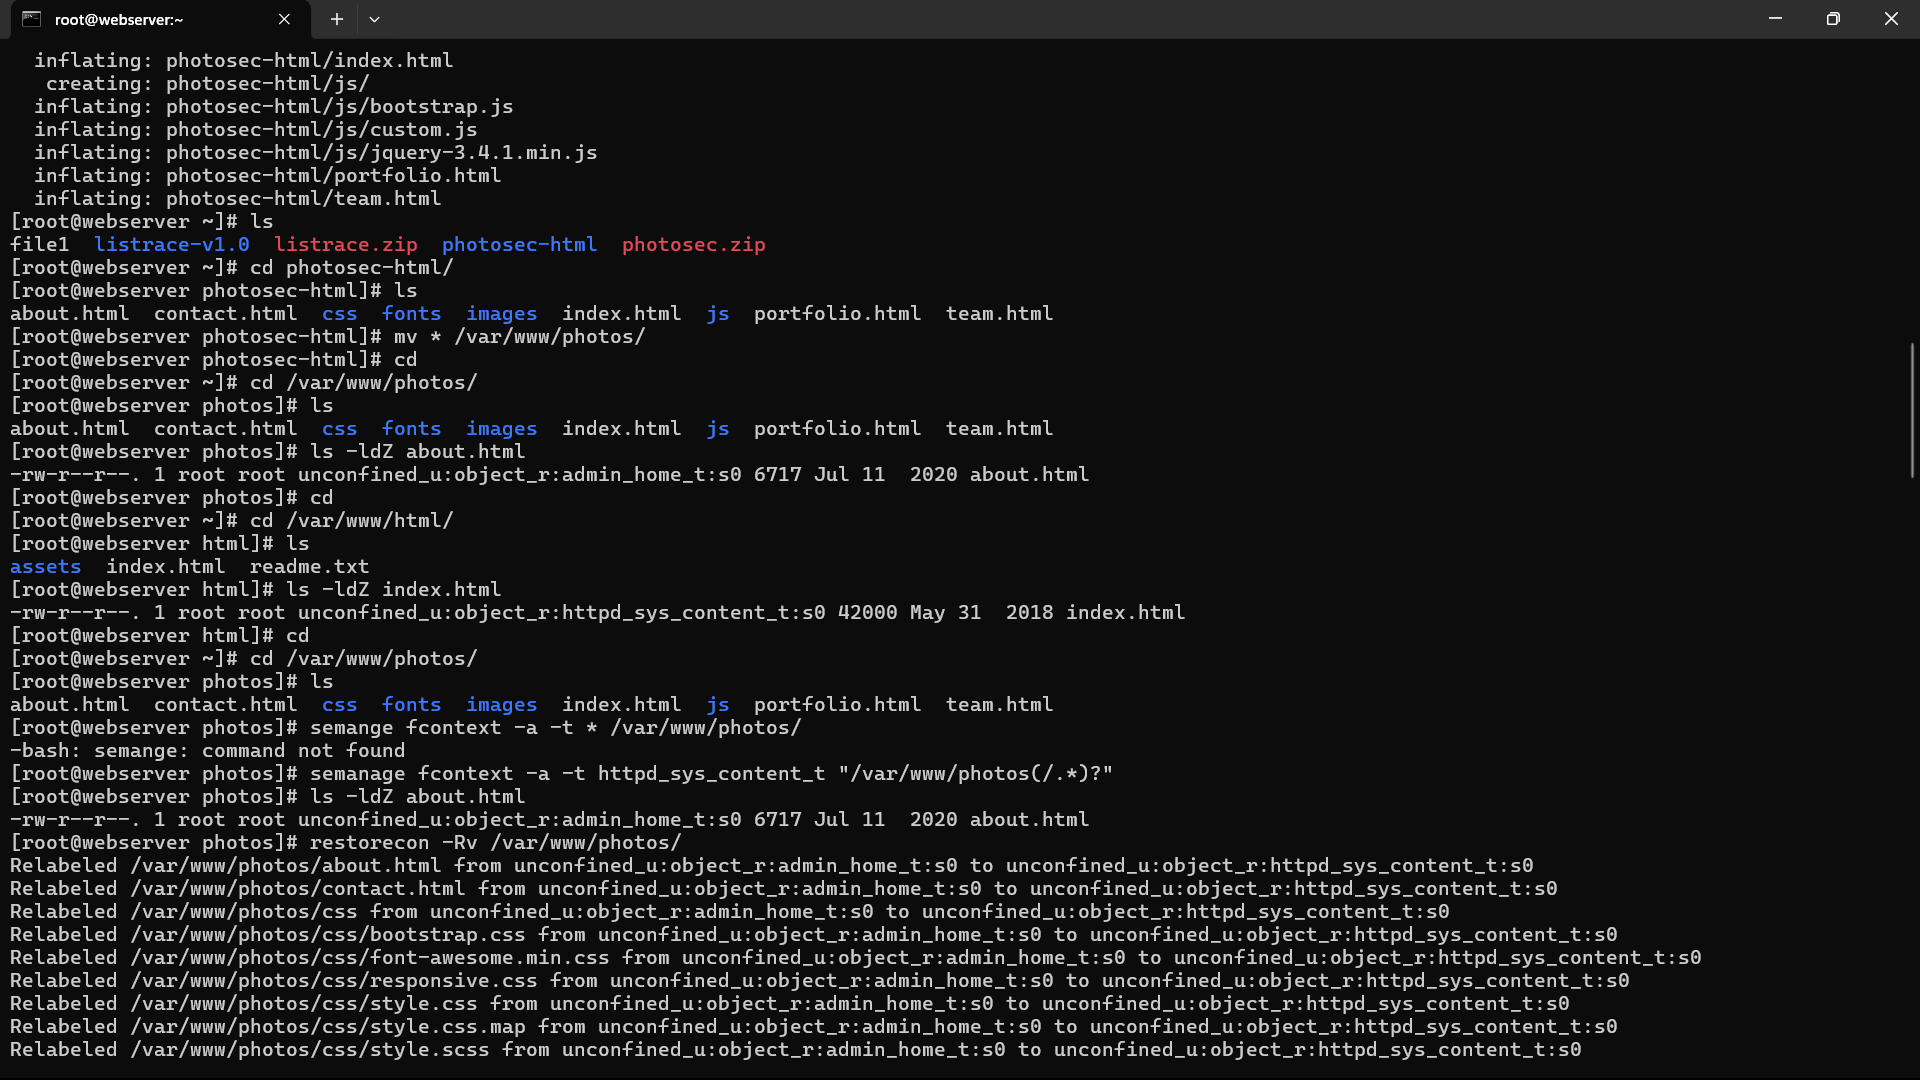 root@webserver:~
  inflating: photosec-html/index.html
   creating: photosec-html/js/
  inflating: photosec-html/js/bootstrap.js
  inflating: photosec-html/js/custom.js
  inflating: photosec-html/js/jquery-3.4.1.min.js
  inflating: photosec-html/portfolio.html
  inflating: photosec-html/team.html
[root@webserver ~]# ls
file1  listrace-v1.0  listrace.zip  photosec-html  photosec.zip
[root@webserver ~]# cd photosec-html/
[root@webserver photosec-html]# ls
about.html  contact.html  css  fonts  images  index.html  js  portfolio.html  team.html
[root@webserver photosec-html]# mv * /var/www/photos/
[root@webserver photosec-html]# cd
[root@webserver ~]# cd /var/www/photos/
[root@webserver photos]# ls
about.html  contact.html  css  fonts  images  index.html  js  portfolio.html  team.html
[root@webserver photos]# ls -ldZ about.html
-rw-r--r--. 1 root root unconfined_u:object_r:admin_home_t:s0 6717 Jul 11  2020 about.html
[root@webserver photos]# cd
[root@webserver ~]# cd /var/www/html/
[root@webserver html]# ls
assets  index.html  readme.txt
[root@webserver html]# ls -ldZ index.html
-rw-r--r--. 1 root root unconfined_u:object_r:httpd_sys_content_t:s0 42000 May 31  2018 index.html
[root@webserver html]# cd
[root@webserver ~]# cd /var/www/photos/
[root@webserver photos]# ls
about.html  contact.html  css  fonts  images  index.html  js  portfolio.html  team.html
[root@webserver photos]# semange fcontext -a -t * /var/www/photos/
-bash: semange: command not found
[root@webserver photos]# semanage fcontext -a -t httpd_sys_content_t "/var/www/photos(/.*)?"
[root@webserver photos]# ls -ldZ about.html
-rw-r--r--. 1 root root unconfined_u:object_r:admin_home_t:s0 6717 Jul 11  2020 about.html
[root@webserver photos]# restorecon -Rv /var/www/photos/
Relabeled /var/www/photos/about.html from unconfined_u:object_r:admin_home_t:s0 to unconfined_u:object_r:httpd_sys_content_t:s0
Relabeled /var/www/photos/contact.html from unconfined_u:object_r:admin_home_t:s0 to unconfined_u:object_r:httpd_sys_content_t:s0
Relabeled /var/www/photos/css from unconfined_u:object_r:admin_home_t:s0 to unconfined_u:object_r:httpd_sys_content_t:s0
Relabeled /var/www/photos/css/bootstrap.css from unconfined_u:object_r:admin_home_t:s0 to unconfined_u:object_r:httpd_sys_content_t:s0
Relabeled /var/www/photos/css/font-awesome.min.css from unconfined_u:object_r:admin_home_t:s0 to unconfined_u:object_r:httpd_sys_content_t:s0
Relabeled /var/www/photos/css/responsive.css from unconfined_u:object_r:admin_home_t:s0 to unconfined_u:object_r:httpd_sys_content_t:s0
Relabeled /var/www/photos/css/style.css from unconfined_u:object_r:admin_home_t:s0 to unconfined_u:object_r:httpd_sys_content_t:s0
Relabeled /var/www/photos/css/style.css.map from unconfined_u:object_r:admin_home_t:s0 to unconfined_u:object_r:httpd_sys_content_t:s0
Relabeled /var/www/photos/css/style.scss from unconfined_u:object_r:admin_home_t:s0 to unconfined_u:object_r:httpd_sys_content_t:s0